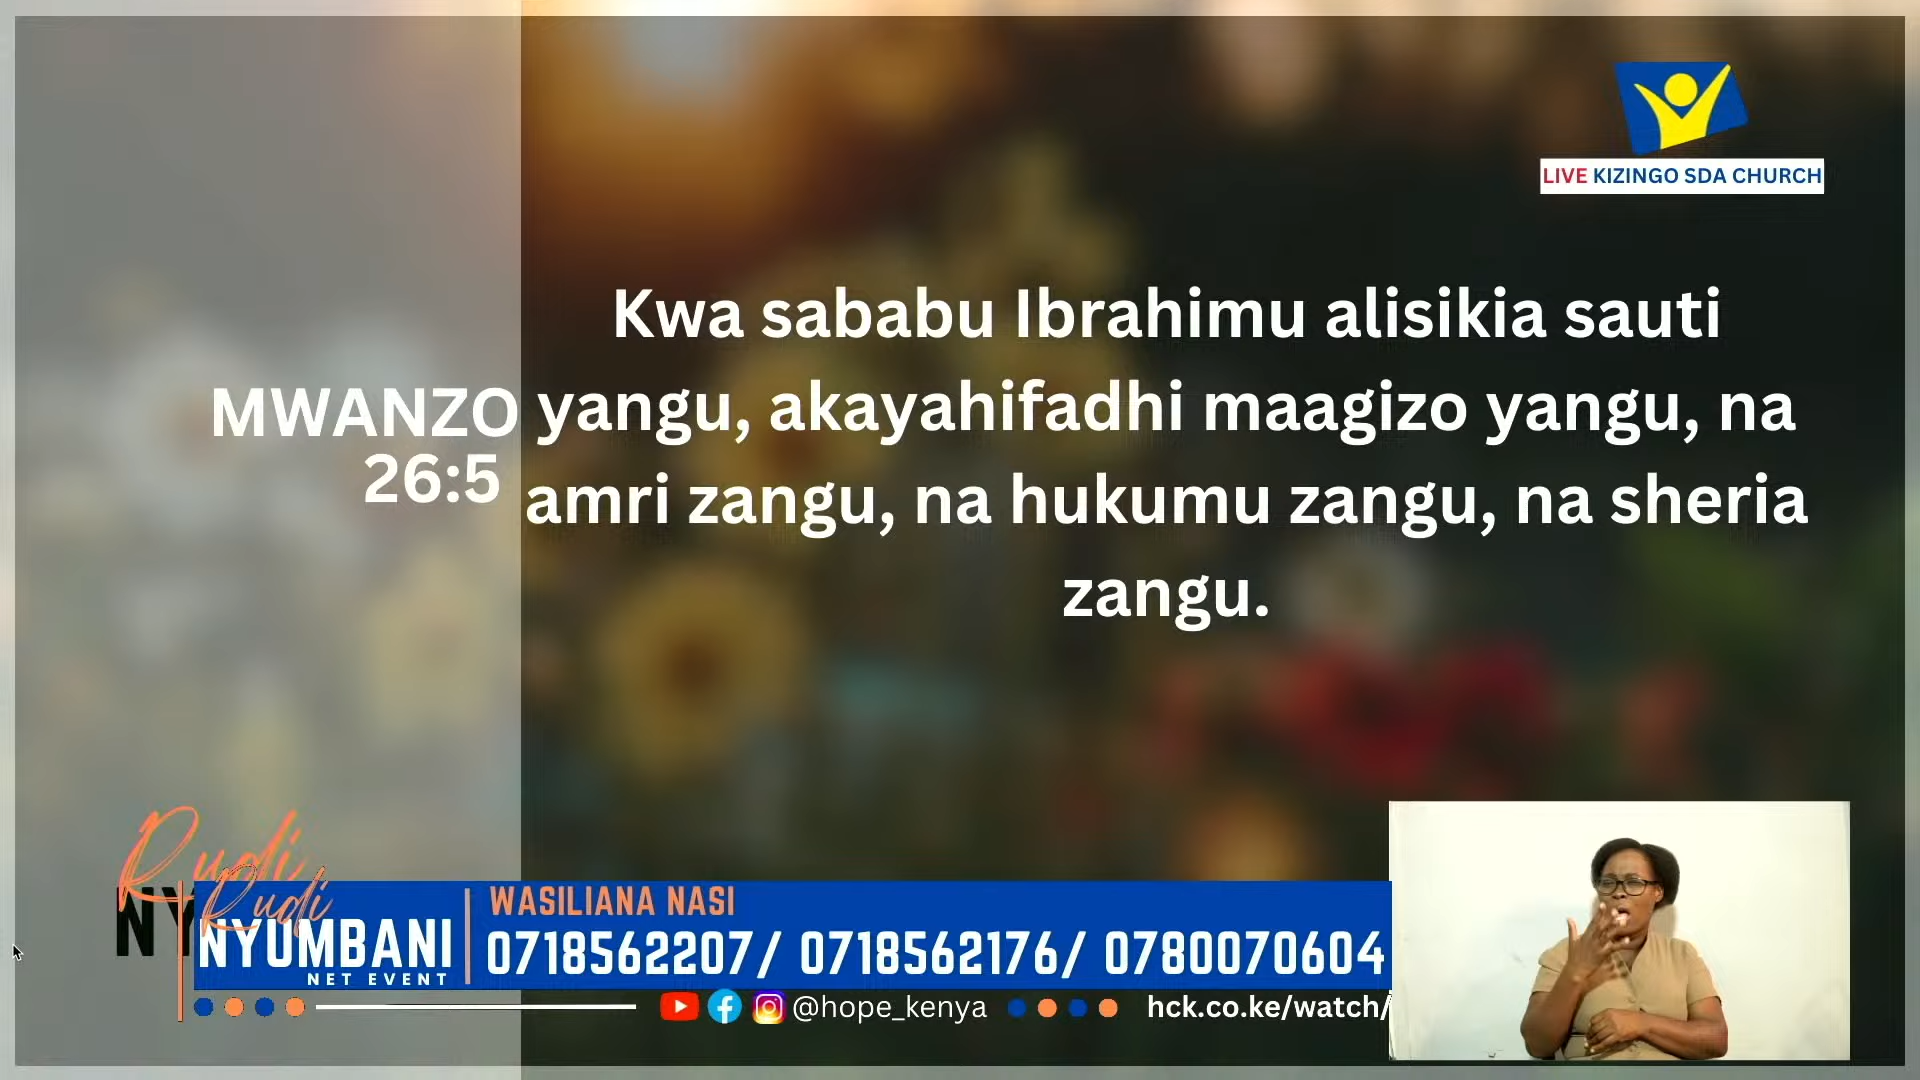 LIVE KIZINGO SDA CHURCH
MWANZO
26:5
Kwa sababu Ibrahimu alisikia sauti
yangu, akayahifadhi maagizo yangu, na
amri zangu, na hukumu zangu, na sheria
zangu.
Rudi
NY
Rudi
NYUMBANI
NET EVENT
WASILIANA NASI
0718562207/ 0718562176/ 0780070604
@hope_kenya
hck.co.ke/watch/